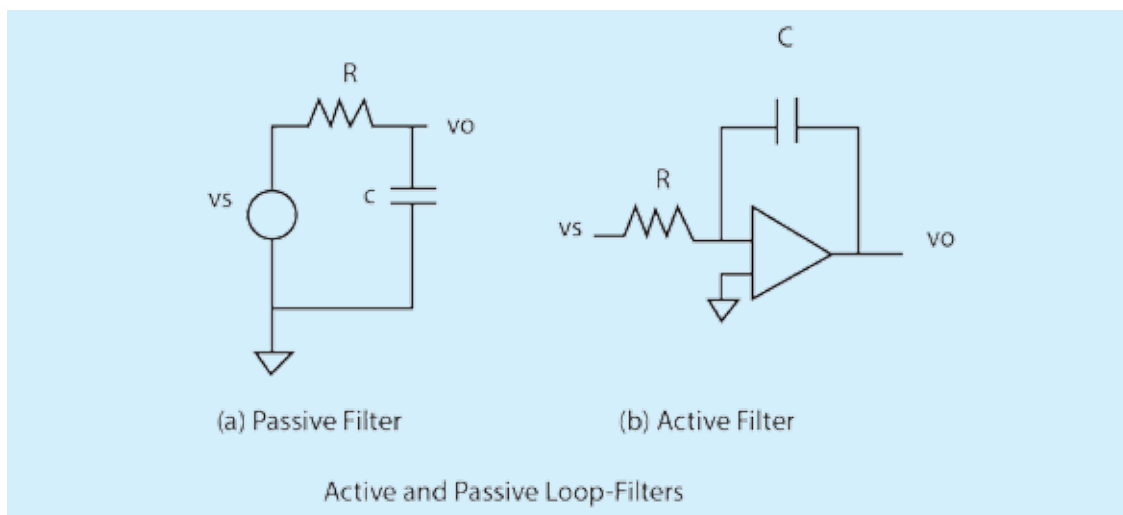 C
R
vo
vs
c
R
vs
vo
(a) Passive Filter
(b) Active Filter
Active and Passive Loop-Filters